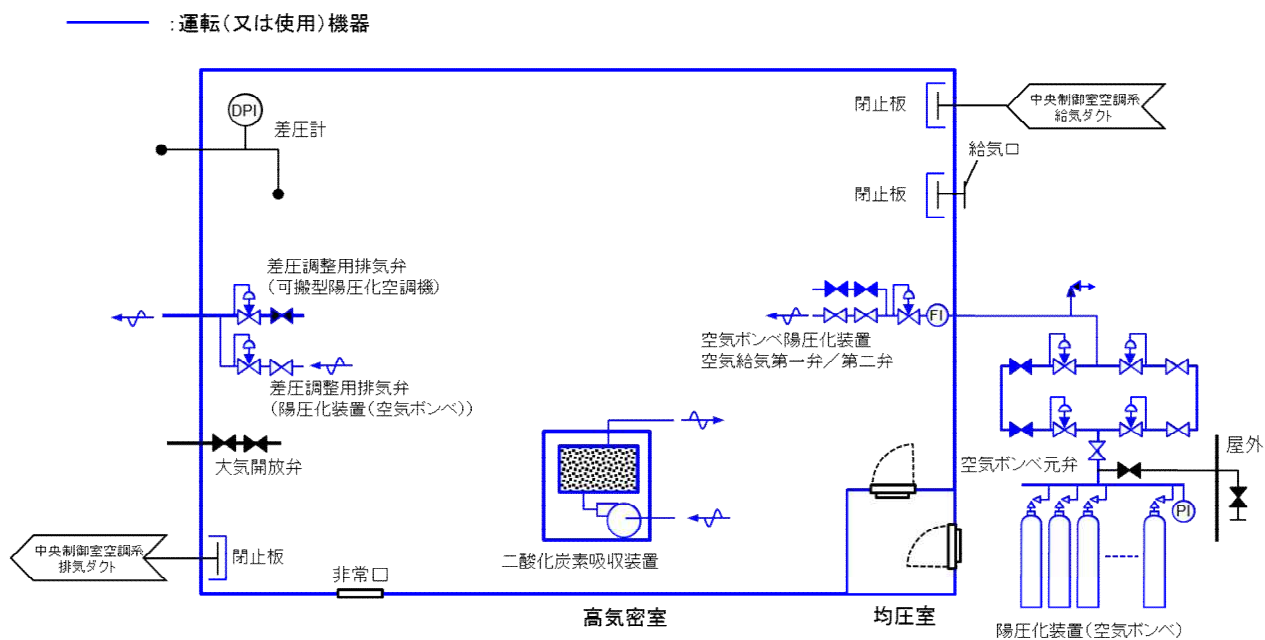 ：運転（又は使用）機器
中央制御室空調系
給気ダクト
閉止板
DPI
差圧計
給気口
閉止板
差圧調整用排気弁
（可搬型陽圧化空調機）
FI
空気ボンベ陽圧化装置
空気給気第一弁／第二弁
差圧調整用排気弁
（陽圧化装置（空気ボンベ））
大気開放弁
屋外
空気ボンベ元弁
PI
中央制御室空調系
排気ダクト
閉止板
二酸化炭素吸収装置
非常口
高気密室
均圧室
陽圧化装置（空気ボンベ）